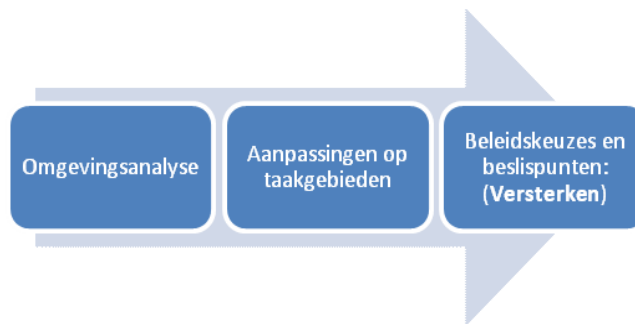 Omgevingsanalyse
Aanpassingen op
taakgebieden
Beleidskeuzes en
beslispunten:
(Versterken)